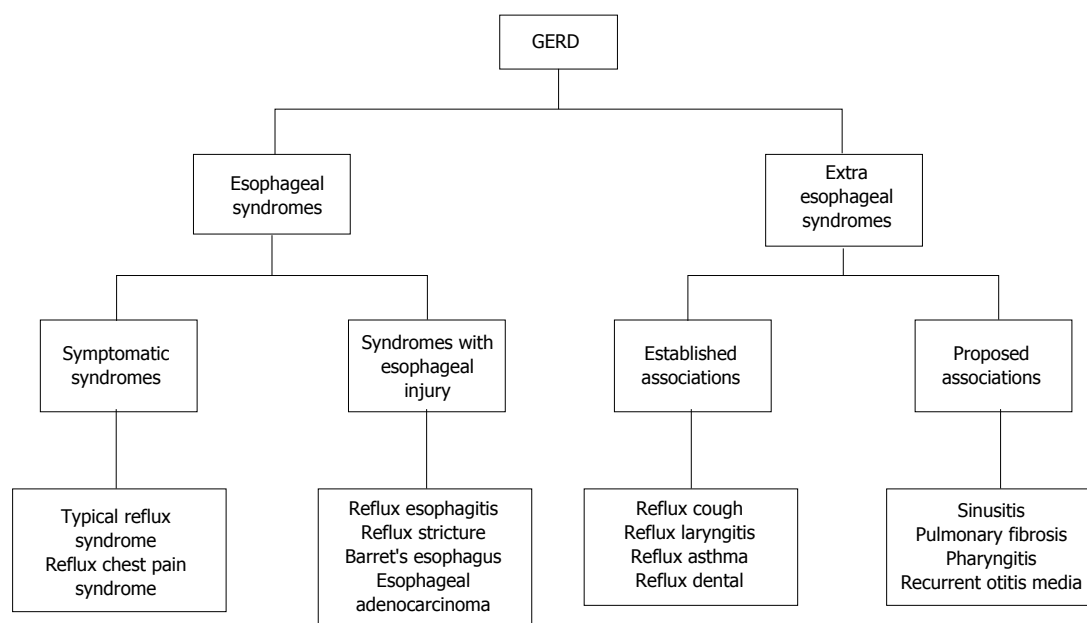 GERD
Esophageal
syndromes
Extra
esophageal
syndromes
Symptomatic
syndromes
Syndromes with
esophageal
injury
Established
associations
Proposed
associations
Typical reflux
syndrome
Reflux chest pain
syndrome
Reflux esophagitis
Reflux stricture
Barret's esophagus
Esophageal
adenocarcinoma
Reflux cough
Reflux laryngitis
Reflux asthma
Reflux dental
Sinusitis
Pulmonary fibrosis
Pharyngitis
Recurrent otitis media